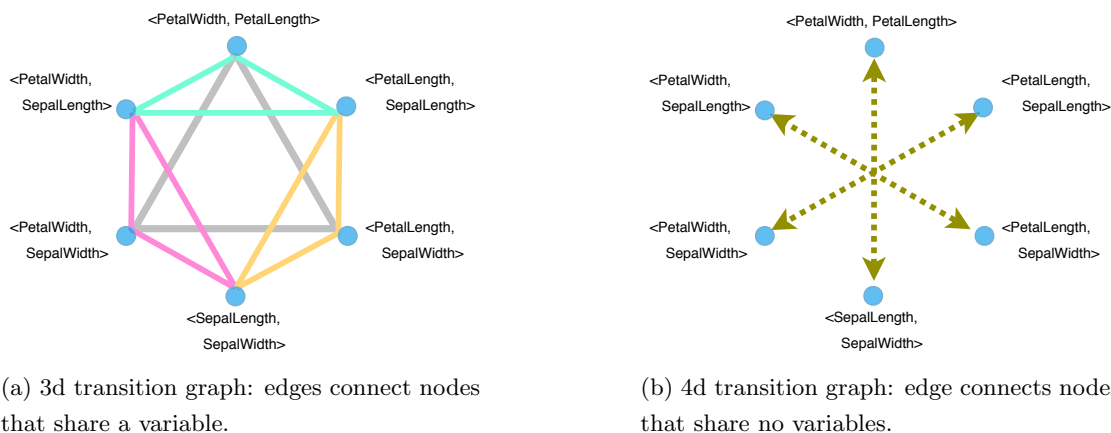 <PetalWidth, PetalLength>
<PetalWidth,
SepalLength>
<PetalLength,
SepalLength>
<PetalWidth,
SepalWidth>
<PetalLength,
SepalWidth>
<SepalLength,
SepalWidth>
(a) 3d transition graph: edges connect nodes
that share a variable.
<PetalWidth, PetalLength>
<PetalWidth,
SepalLength>
<PetalLength,
SepalLength>
<PetalWidth,
SepalWidth>
<PetalLength,
SepalWidth>
<SepalLength,
SepalWidth>
(b) 4d transition graph: edge connects node
that share no variables.